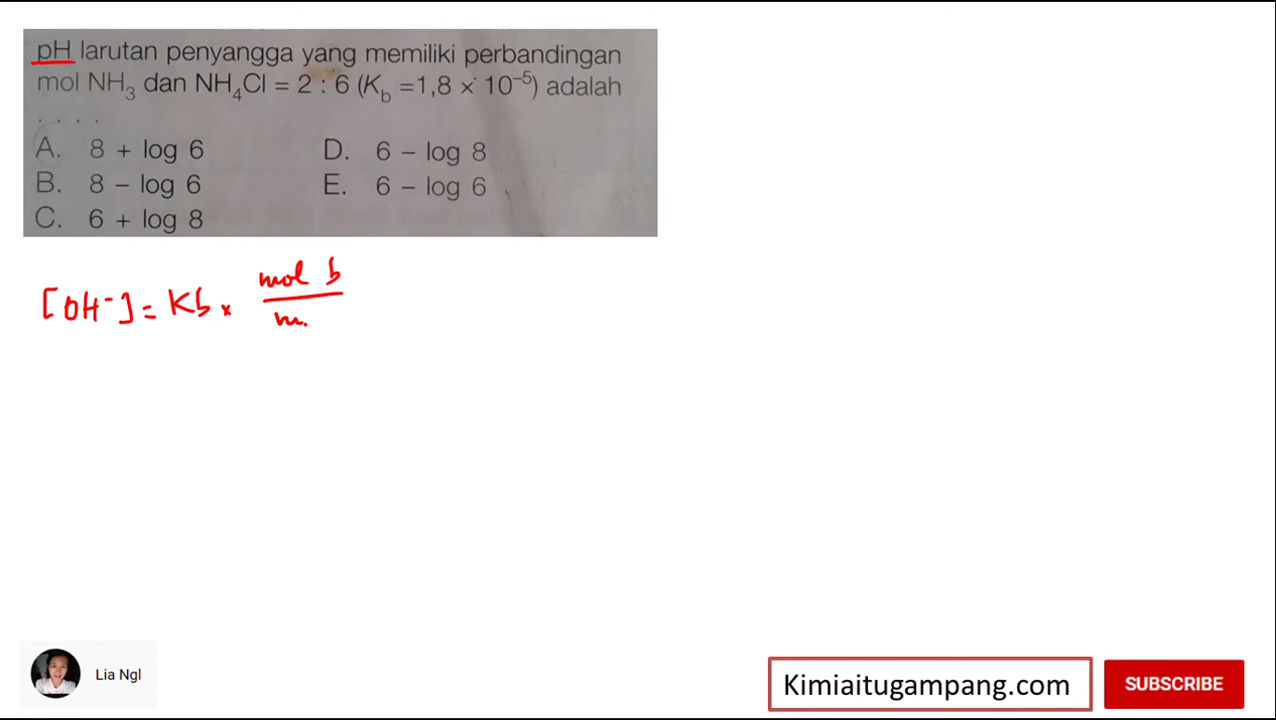 pH larutan penyangga yang memiliki perbandingan
mol NH₃ dan NH₄Cl = 2 : 6 (K_b =1,8 × 10⁻⁵) adalah
. . . .
A. 8 + log 6
B. 8 – log 6
C. 6 + log 8
D. 6 – log 8
E. 6 – log 6
[OH⁻] = Kb × mol b
m
Lia Ngl
Kimiaitugampang.com
SUBSCRIBE